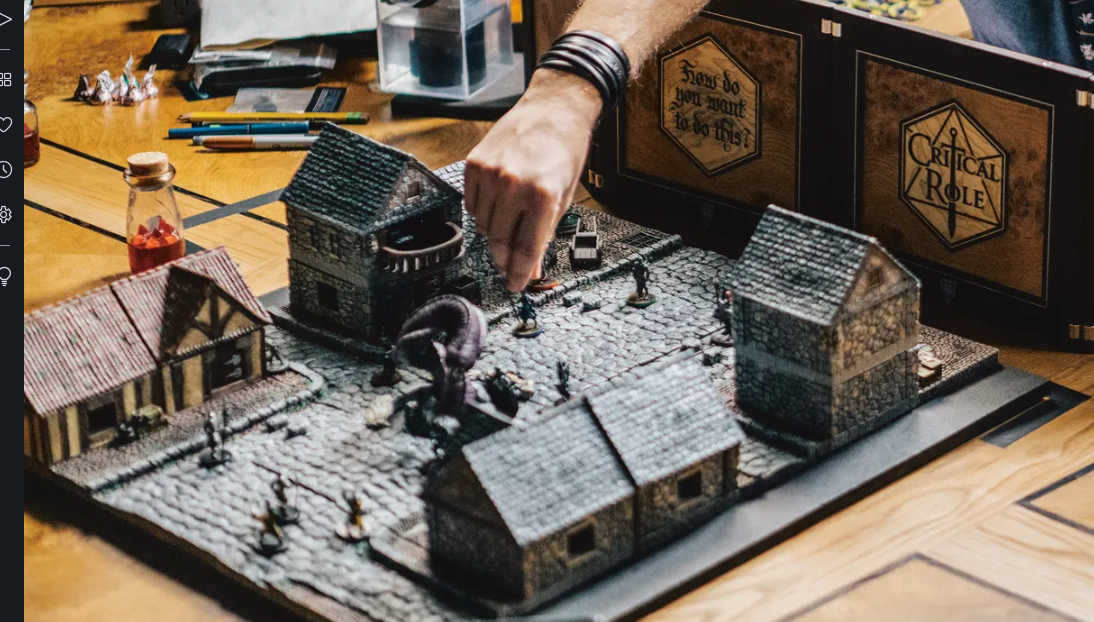 How do
you want
to do this?
CRITICAL
ROLE